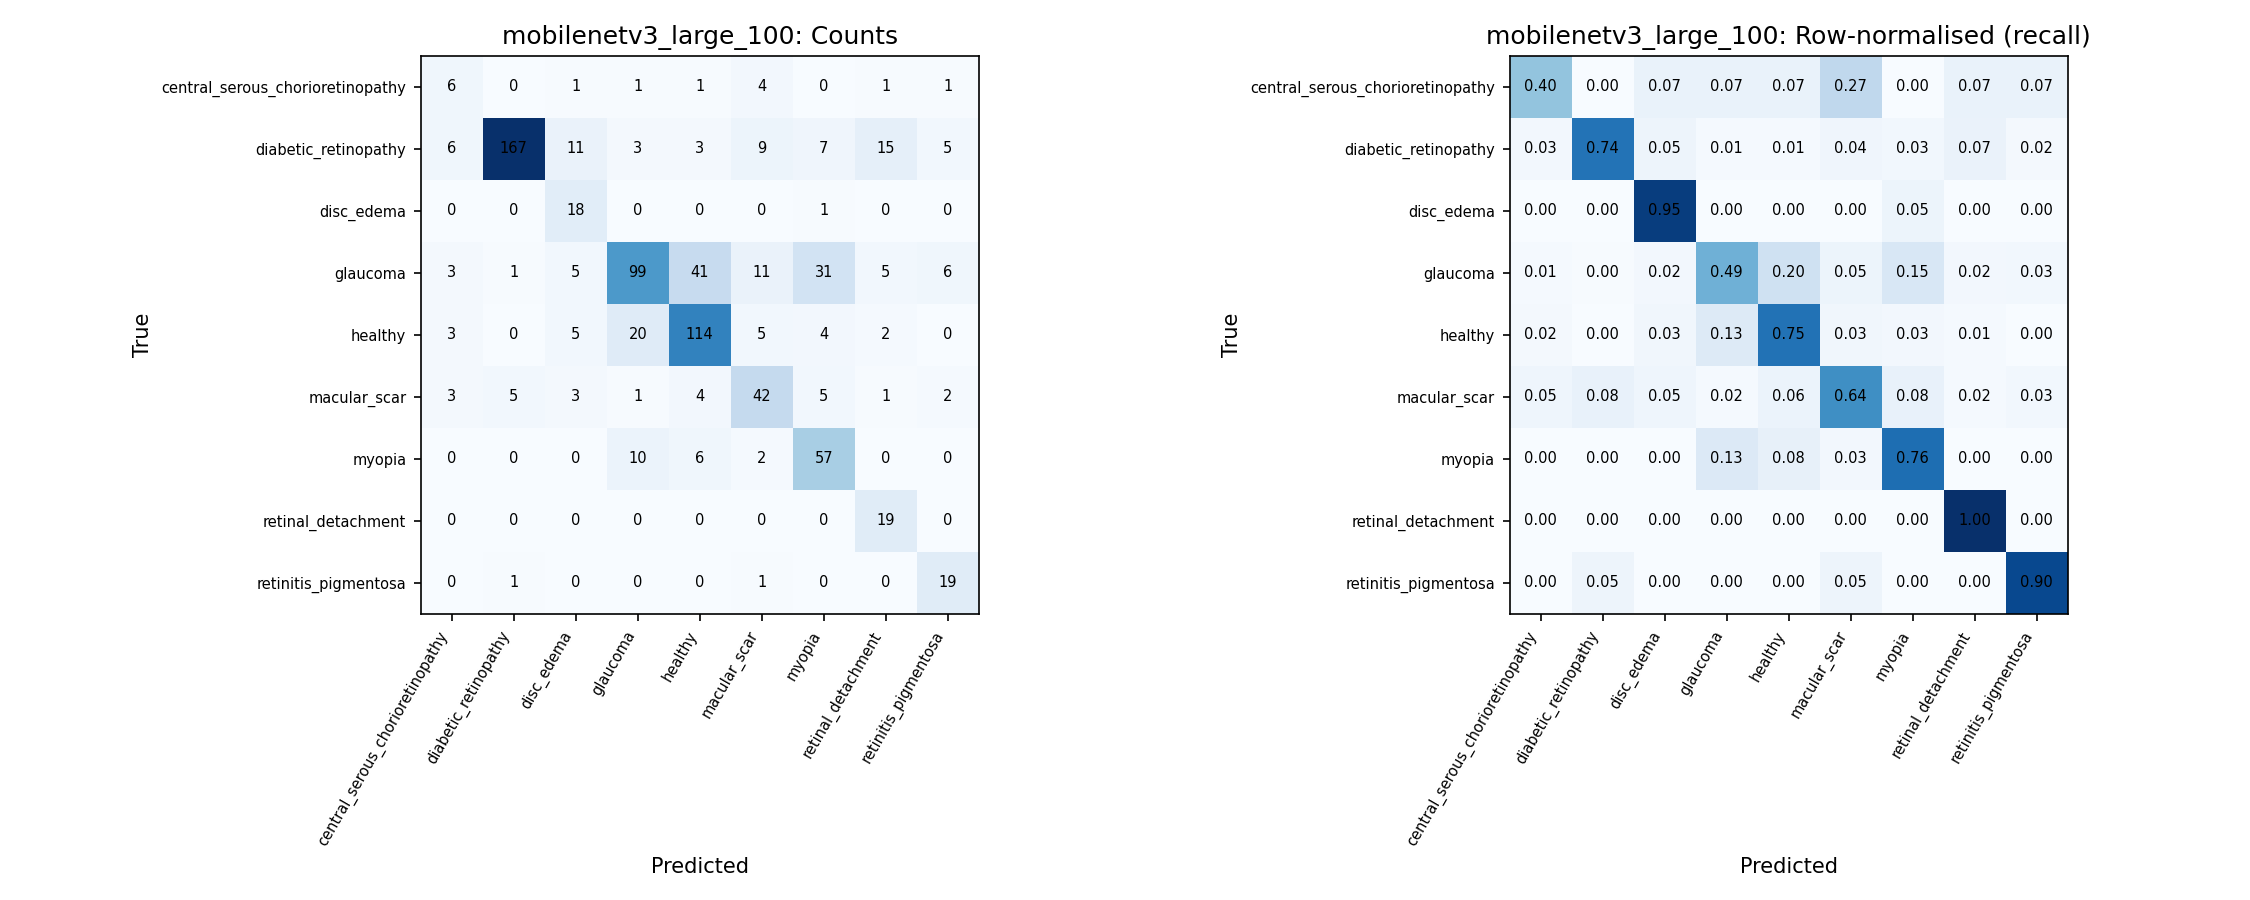 mobilenetv3_large_100: Counts
True
central_serous_chorioretinopathy 6 0 1 1 1 4 0 1 1
diabetic_retinopathy 6 167 11 3 3 9 7 15 5
disc_edema 0 0 18 0 0 0 1 0 0
glaucoma 3 1 5 99 41 11 31 5 6
healthy 3 0 5 20 114 5 4 2 0
macular_scar 3 5 3 1 4 42 5 1 2
myopia 0 0 0 10 6 2 57 0 0
retinal_detachment 0 0 0 0 0 0 0 19 0
retinitis_pigmentosa 0 1 0 0 0 1 0 0 19
central_serous_chorioretinopathy
diabetic_retinopathy
disc_edema
glaucoma
healthy
macular_scar
myopia
retinal_detachment
retinitis_pigmentosa
Predicted
mobilenetv3_large_100: Row-normalised (recall)
True
central_serous_chorioretinopathy 0.40 0.00 0.07 0.07 0.07 0.27 0.00 0.07 0.07
diabetic_retinopathy 0.03 0.74 0.05 0.01 0.01 0.04 0.03 0.07 0.02
disc_edema 0.00 0.00 0.95 0.00 0.00 0.00 0.05 0.00 0.00
glaucoma 0.01 0.00 0.02 0.49 0.20 0.05 0.15 0.02 0.03
healthy 0.02 0.00 0.03 0.13 0.75 0.03 0.03 0.01 0.00
macular_scar 0.05 0.08 0.05 0.02 0.06 0.64 0.08 0.02 0.03
myopia 0.00 0.00 0.00 0.13 0.08 0.03 0.76 0.00 0.00
retinal_detachment 0.00 0.00 0.00 0.00 0.00 0.00 0.00 1.00 0.00
retinitis_pigmentosa 0.00 0.05 0.00 0.00 0.00 0.05 0.00 0.00 0.90
central_serous_chorioretinopathy
diabetic_retinopathy
disc_edema
glaucoma
healthy
macular_scar
myopia
retinal_detachment
retinitis_pigmentosa
Predicted